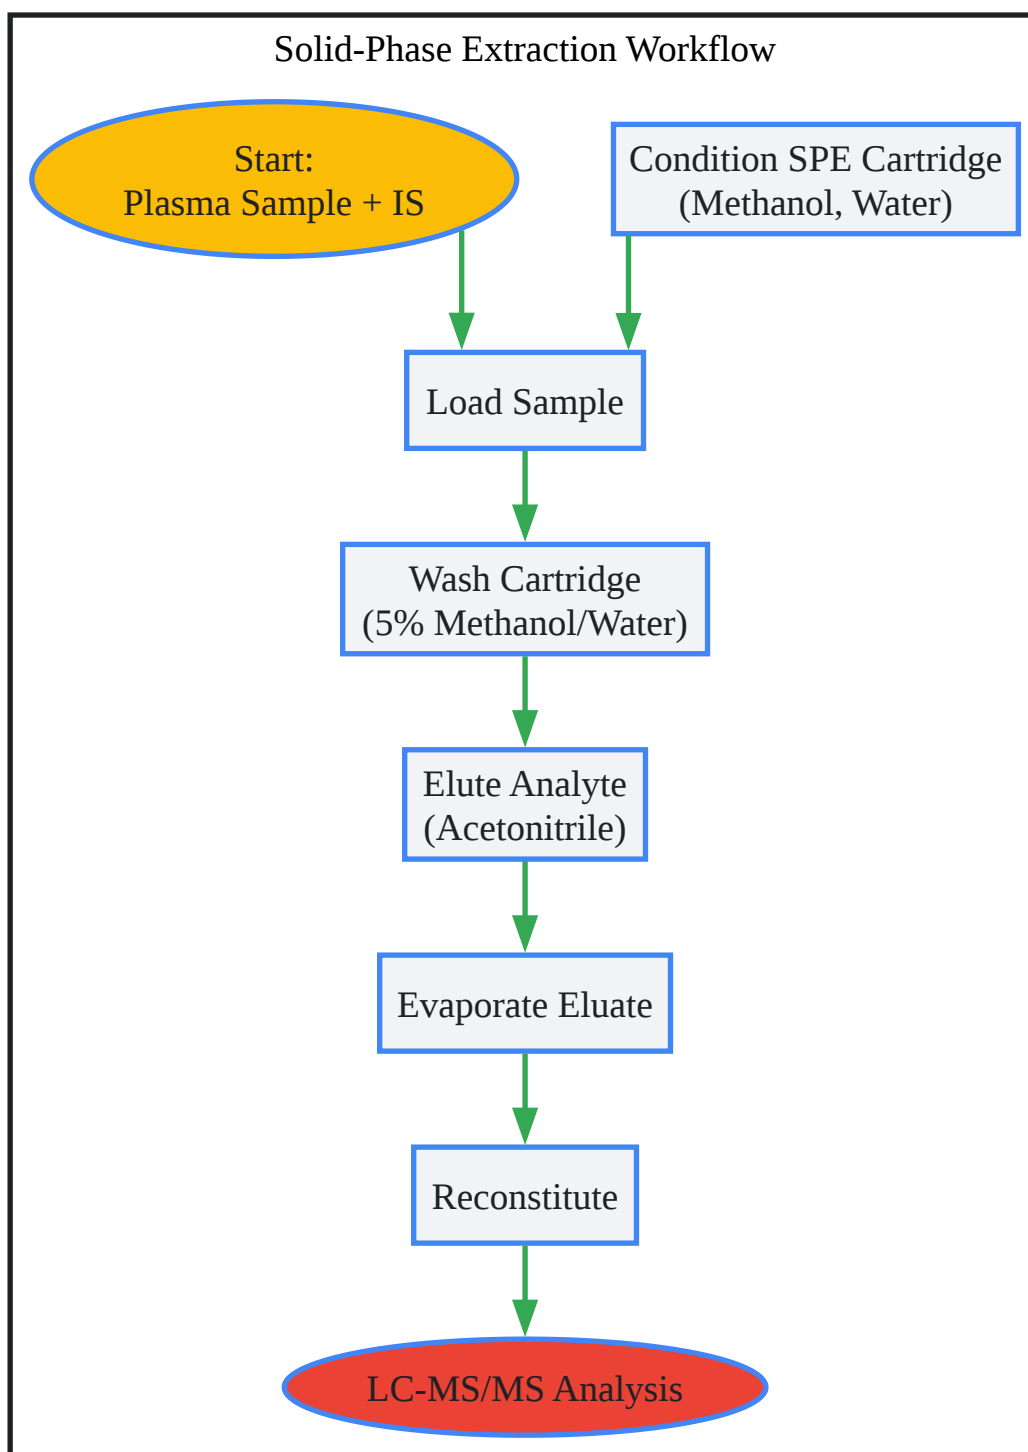 Solid-Phase Extraction Workflow
Start:
Plasma Sample + IS
Condition SPE Cartridge
(Methanol, Water)
Load Sample
Wash Cartridge
(5% Methanol/Water)
Elute Analyte
(Acetonitrile)
Evaporate Eluate
Reconstitute
LC-MS/MS Analysis